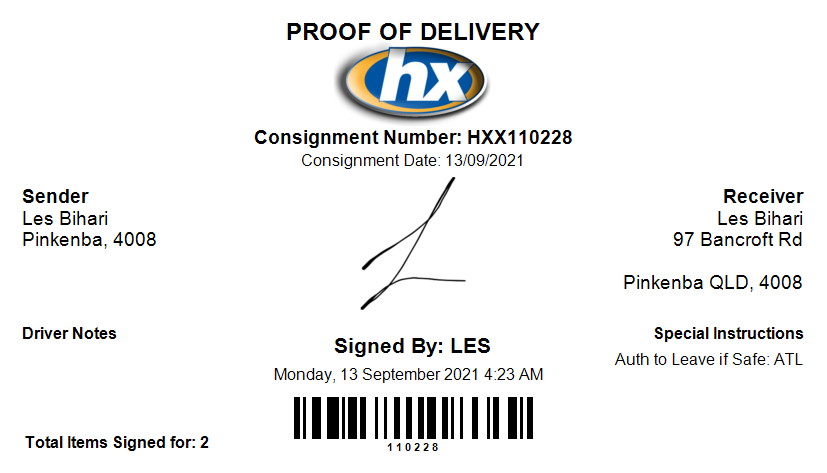 PROOF OF DELIVERY
hx
Consignment Number: HXX110228
Consignment Date: 13/09/2021
Sender
Les Bihari
Pinkenba, 4008
Receiver
Les Bihari
97 Bancroft Rd
Pinkenba QLD, 4008
Driver Notes
Signed By: LES
Monday, 13 September 2021 4:23 AM
Special Instructions
Auth to Leave if Safe: ATL
Total Items Signed for: 2
110228